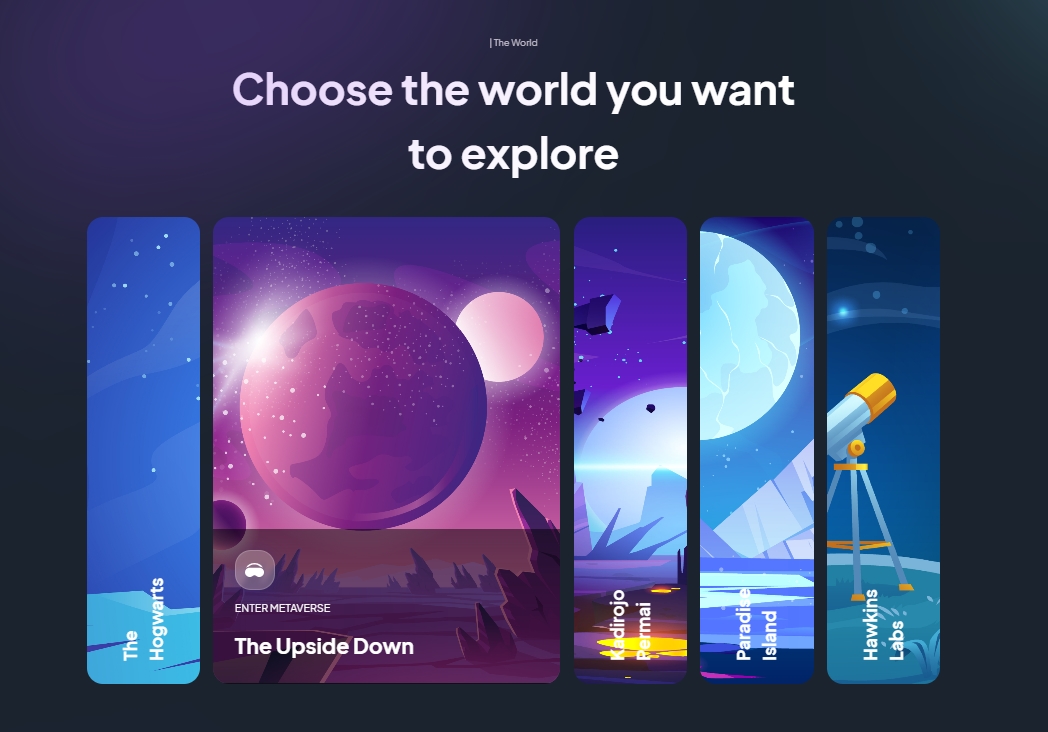 | The World
Choose the world you want
to explore
The
Hogwarts
ENTER METAVERSE
The Upside Down
Kadirojo
Permai
Paradise
Island
Hawkins
Labs